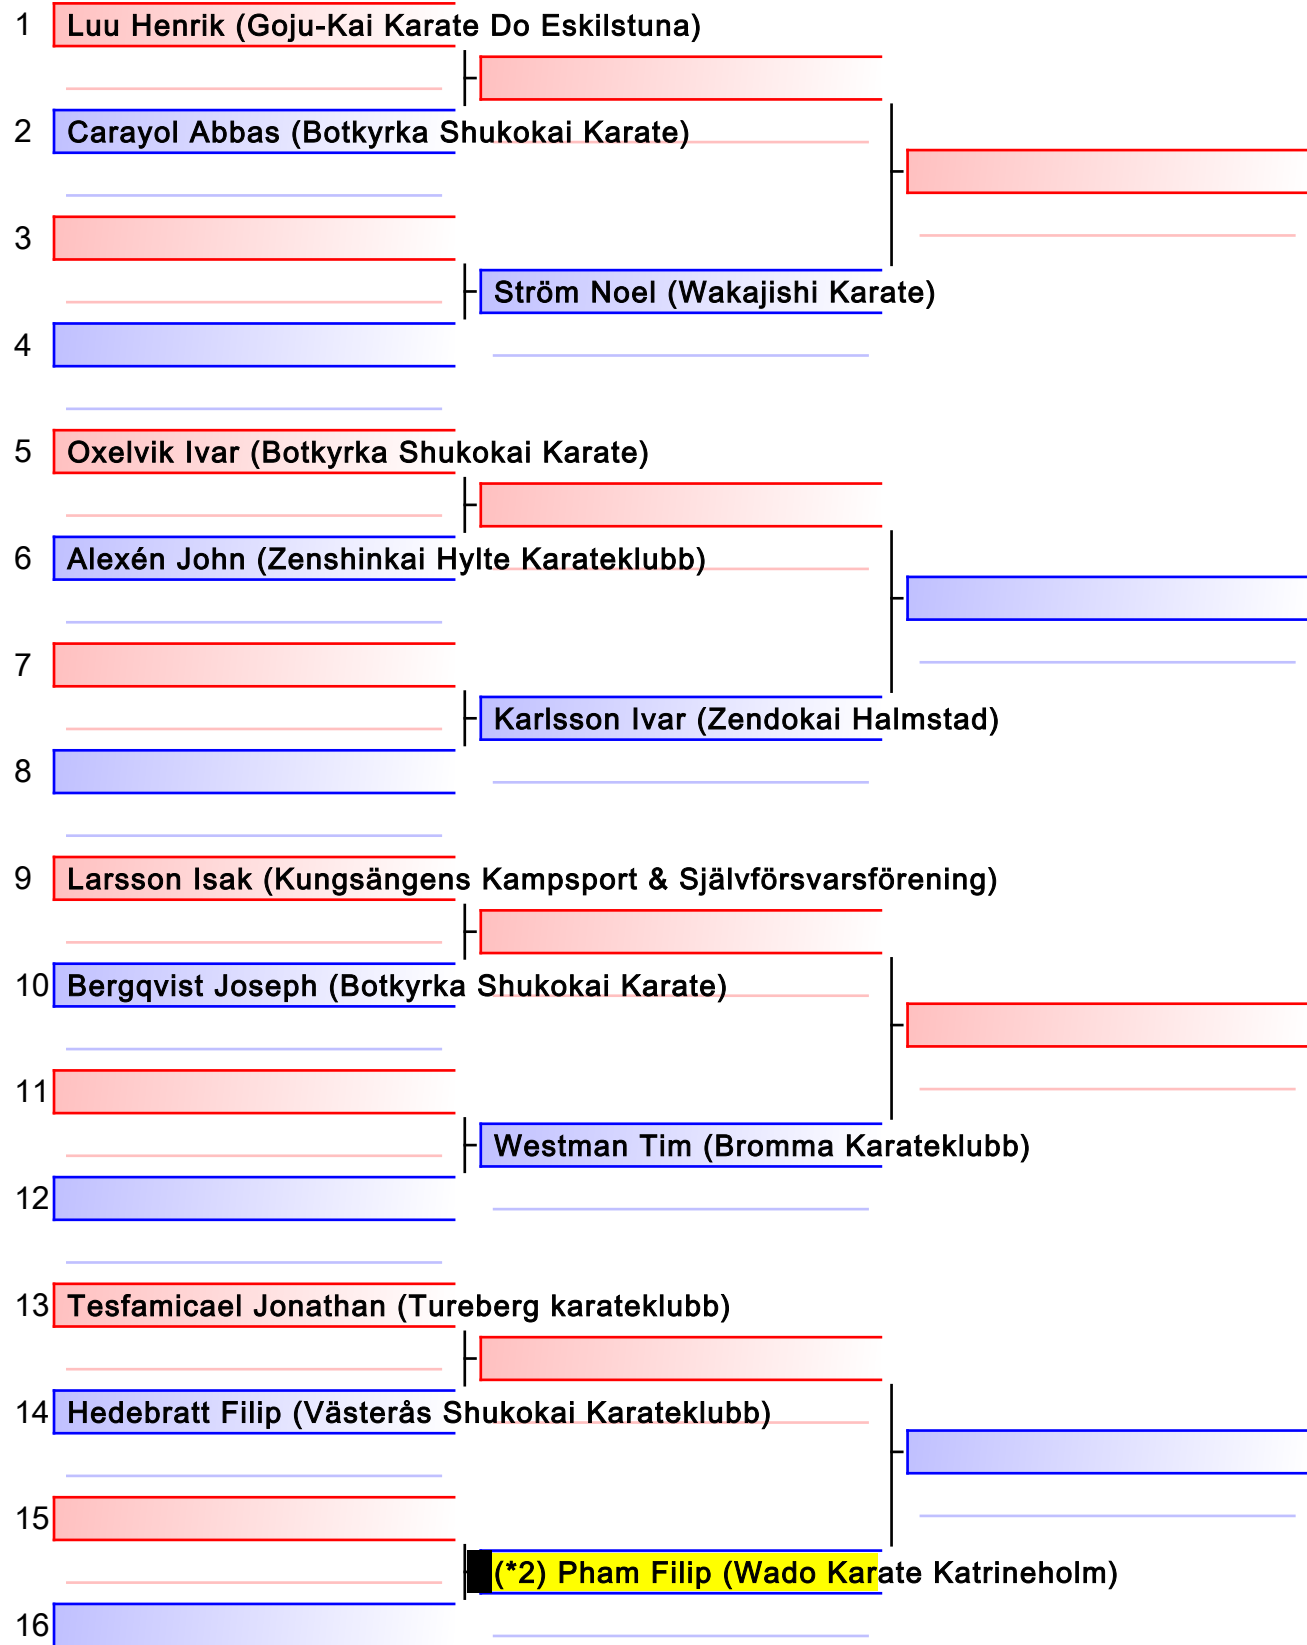 1 Luu Henrik (Goju-Kai Karate Do Eskilstuna)
2 Carayol Abbas (Botkyrka Shukokai Karate)
3
Ström Noel (Wakajishi Karate)
4
5 Oxelvik Ivar (Botkyrka Shukokai Karate)
6 Alexén John (Zenshinkai Hylte Karateklubb)
7
Karlsson Ivar (Zendokai Halmstad)
8
9 Larsson Isak (Kungsängens Kampsport & Självförsvarsförening)
10 Bergqvist Joseph (Botkyrka Shukokai Karate)
11
Westman Tim (Bromma Karateklubb)
12
13 Tesfamicael Jonathan (Tureberg karateklubb)
14 Hedebratt Filip (Västerås Shukokai Karateklubb)
15
(*2) Pham Filip (Wado Karate Katrineholm)
16